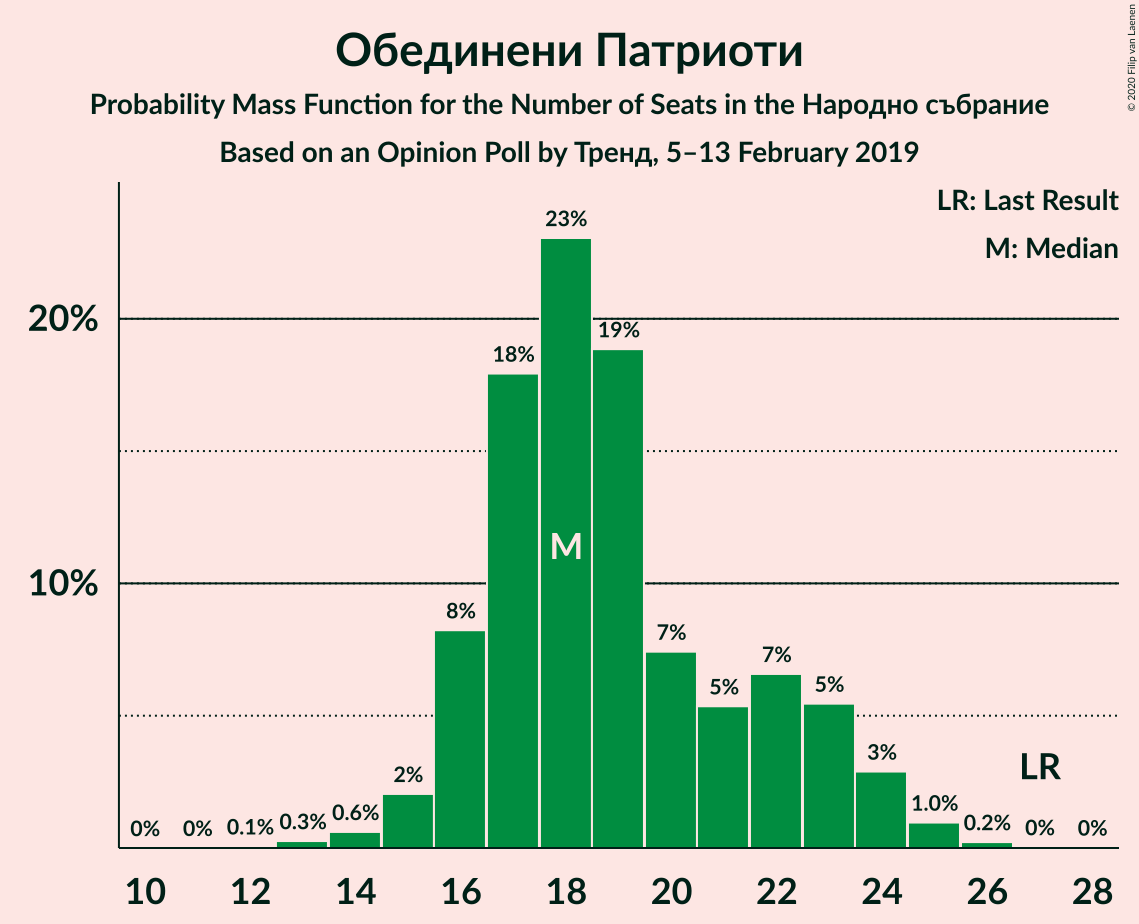 Обединени Патриоти
Probability Mass Function for the Number of Seats in the Народно събрание
Based on an Opinion Poll by Тренд, 5–13 February 2019
© 2020 Filip van Laenen
LR: Last Result
M: Median
23%
20%
19%
18%
M
10%
8%
7%
7%
5%
5%
3%
LR
2%
1.0%
0.6%
0.3%
0.2%
0% 0% 0.1% 0% 0%
10 12 14 16 18 20 22 24 26 28